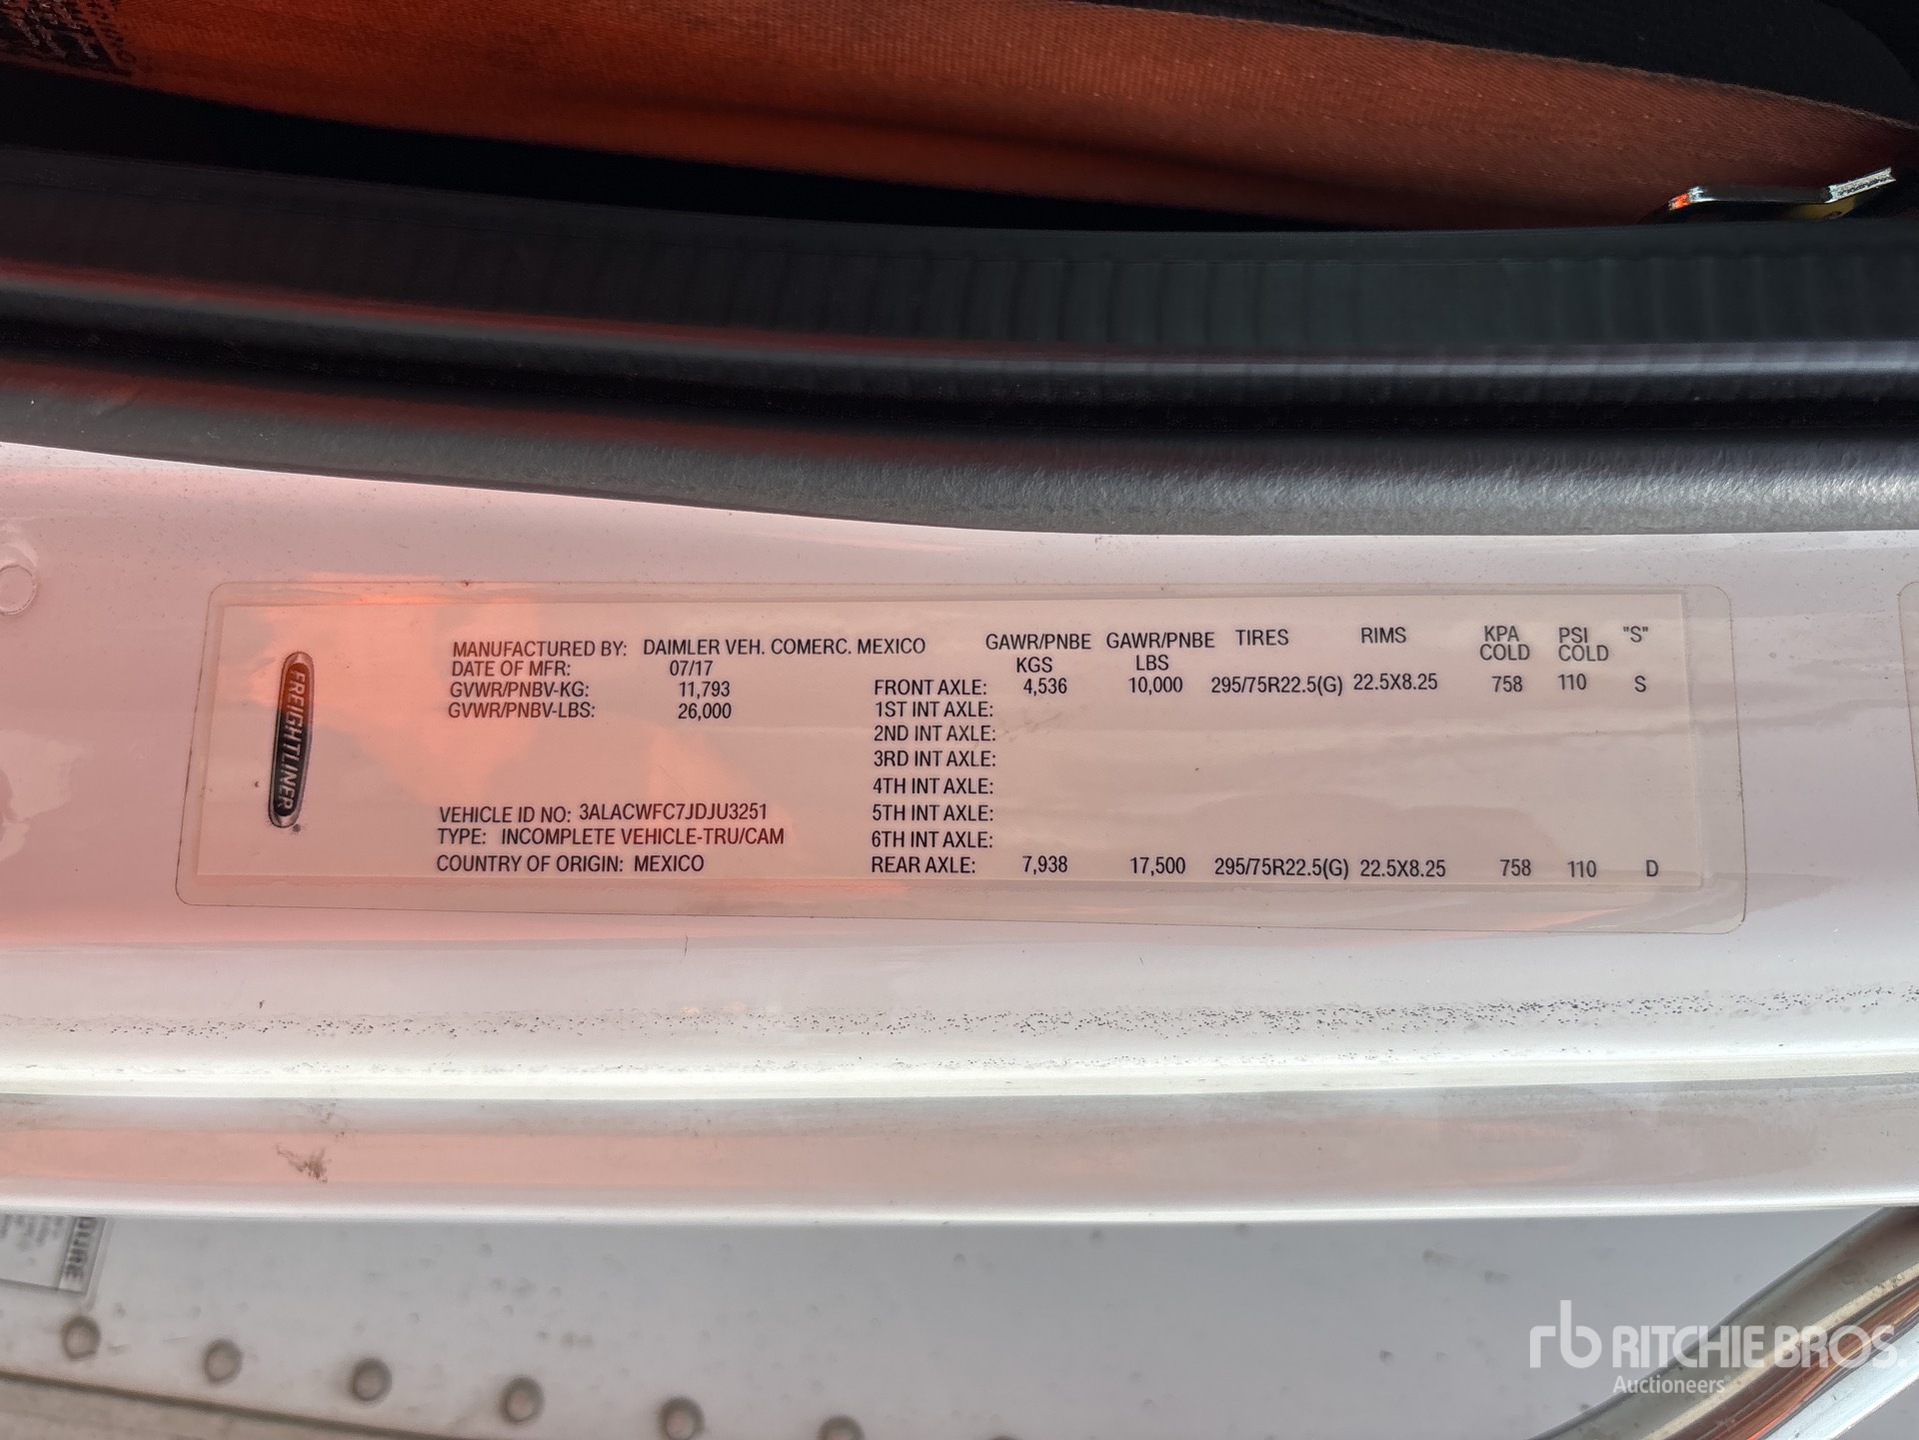 FREIGHTLINER
MANUFACTURED BY: DAIMLER VEH. COMERC. MEXICO GAWR/PNBE GAWR/PNBE TIRES RIMS KPA PSI "S"
DATE OF MFR: 07/17 KGS LBS COLD COLD
GVWR/PNBV-KG: 11,793 FRONT AXLE: 4,536 10,000 295/75R22.5(G) 22.5X8.25 758 110 S
GVWR/PNBV-LBS: 26,000 1ST INT AXLE:
2ND INT AXLE:
3RD INT AXLE:
4TH INT AXLE:
VEHICLE ID NO: 3ALACWFC7JDJU3251 5TH INT AXLE:
TYPE: INCOMPLETE VEHICLE-TRU/CAM 6TH INT AXLE:
COUNTRY OF ORIGIN: MEXICO REAR AXLE: 7,938 17,500 295/75R22.5(G) 22.5X8.25 758 110 D
rb RITCHIE BROS.
Auctioneers